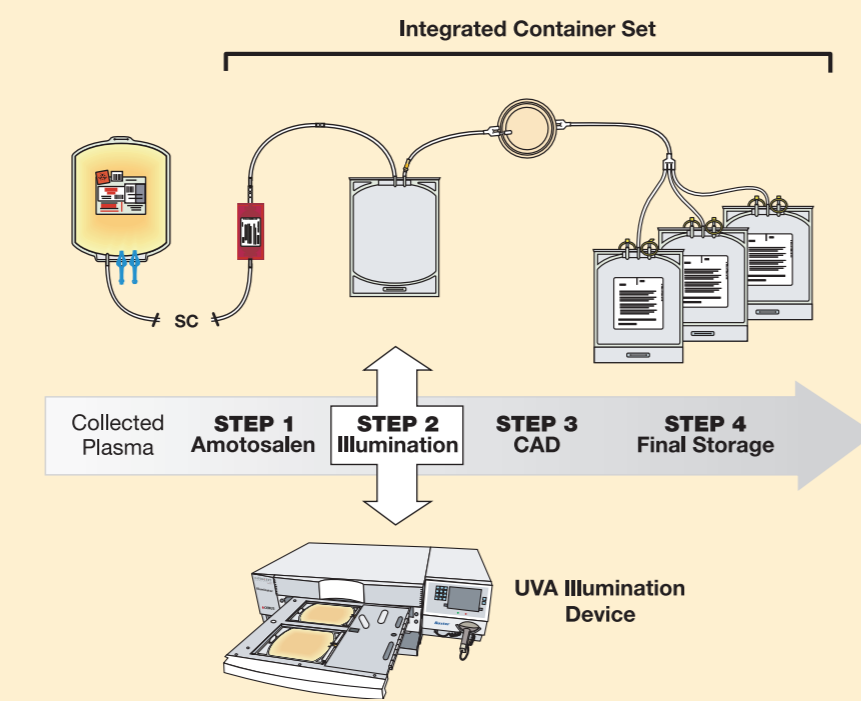 Integrated Container Set
SC
Collected
Plasma
STEP 1
Amotosalen
STEP 2
Illumination
STEP 3
CAD
STEP 4
Final Storage
UVA Illumination
Device